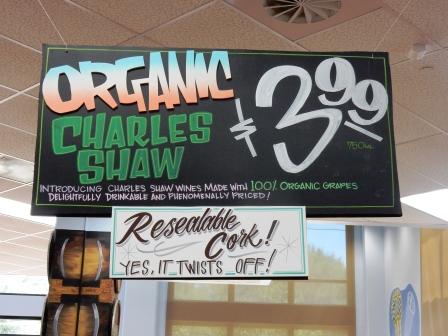 ORGANIC
CHARLES
SHAW
$3.99
750mL
INTRODUCING CHARLES SHAW WINES MADE WITH 100% ORGANIC GRAPES
DELIGHTFULLY DRINKABLE AND PHENOMENALLY PRICED!
Resealable
Cork!
YES, IT TWISTS OFF!